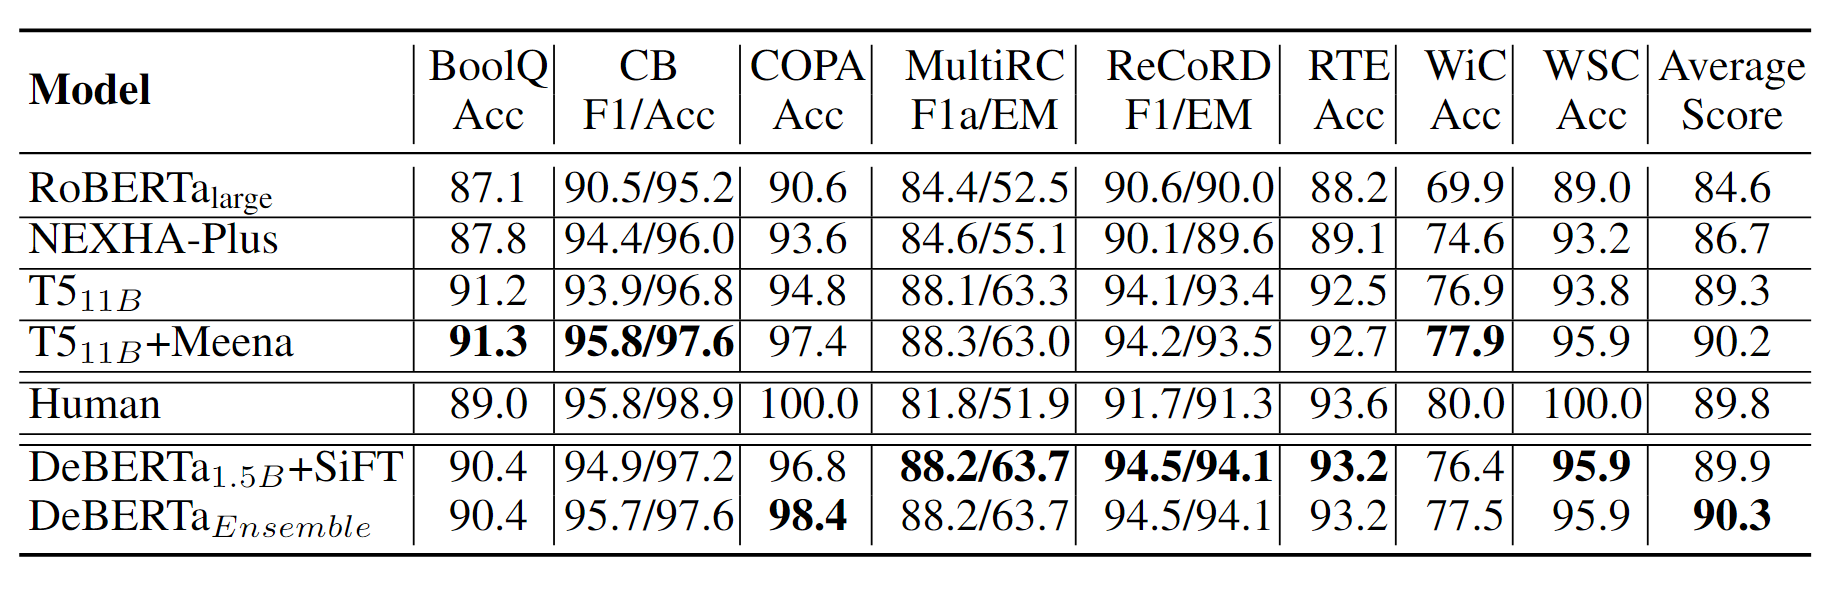 Model BoolQ CB COPA MultiRC ReCoRD RTE WiC WSC Average
Acc F1/Acc Acc F1a/EM F1/EM Acc Acc Acc Score
RoBERTa_large 87.1 90.5/95.2 90.6 84.4/52.5 90.6/90.0 88.2 69.9 89.0 84.6
NEXHA-Plus 87.8 94.4/96.0 93.6 84.6/55.1 90.1/89.6 89.1 74.6 93.2 86.7
T5_11B 91.2 93.9/96.8 94.8 88.1/63.3 94.1/93.4 92.5 76.9 93.8 89.3
T5_11B+Meena 91.3 95.8/97.6 97.4 88.3/63.0 94.2/93.5 92.7 77.9 95.9 90.2
Human 89.0 95.8/98.9 100.0 81.8/51.9 91.7/91.3 93.6 80.0 100.0 89.8
DeBERTa_1.5B+SiFT 90.4 94.9/97.2 96.8 88.2/63.7 94.5/94.1 93.2 76.4 95.9 89.9
DeBERTa_Ensemble 90.4 95.7/97.6 98.4 88.2/63.7 94.5/94.1 93.2 77.5 95.9 90.3